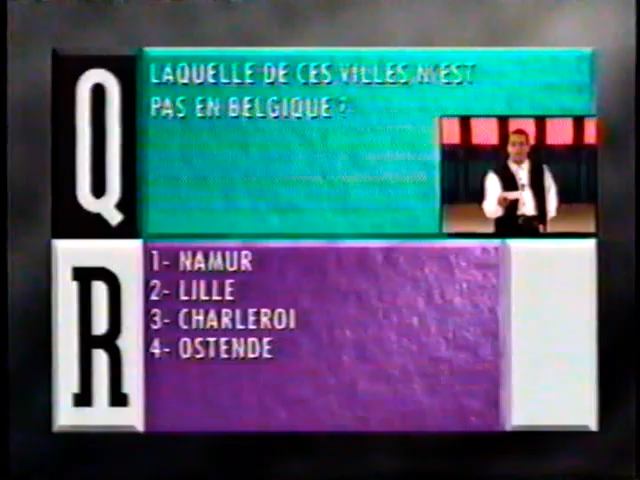 Q
LAQUELLE DE CES VILLES N'EST
PAS EN BELGIQUE ?
R
1- NAMUR
2- LILLE
3- CHARLEROI
4- OSTENDE